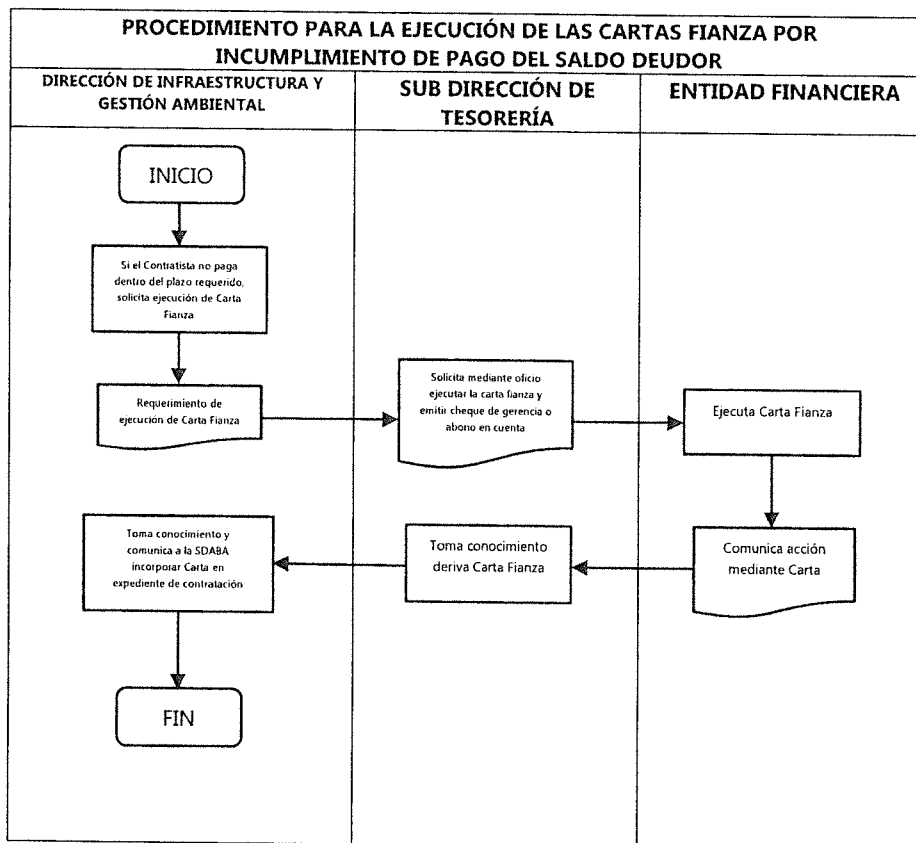 PROCEDIMIENTO PARA LA EJECUCIÓN DE LAS CARTAS FIANZA POR
INCUMPLIMIENTO DE PAGO DEL SALDO DEUDOR
DIRECCIÓN DE INFRAESTRUCTURA Y
GESTIÓN AMBIENTAL
SUB DIRECCIÓN DE
TESORERÍA
ENTIDAD FINANCIERA
INICIO
Si el Contratista no paga
dentro del plazo requerido,
solicita ejecución de Carta
Fianza
Requerimiento de
ejecución de Carta Fianza
Solicita mediante oficio
ejecutar la carta fianza y
emitir cheque de gerencia o
abono en cuenta
Ejecuta Carta Fianza
Toma conocimiento y
comunica a la SDABA
incorporar Carta en
expediente de contratación
Toma conocimiento
deriva Carta Fianza
Comunica acción
mediante Carta
FIN